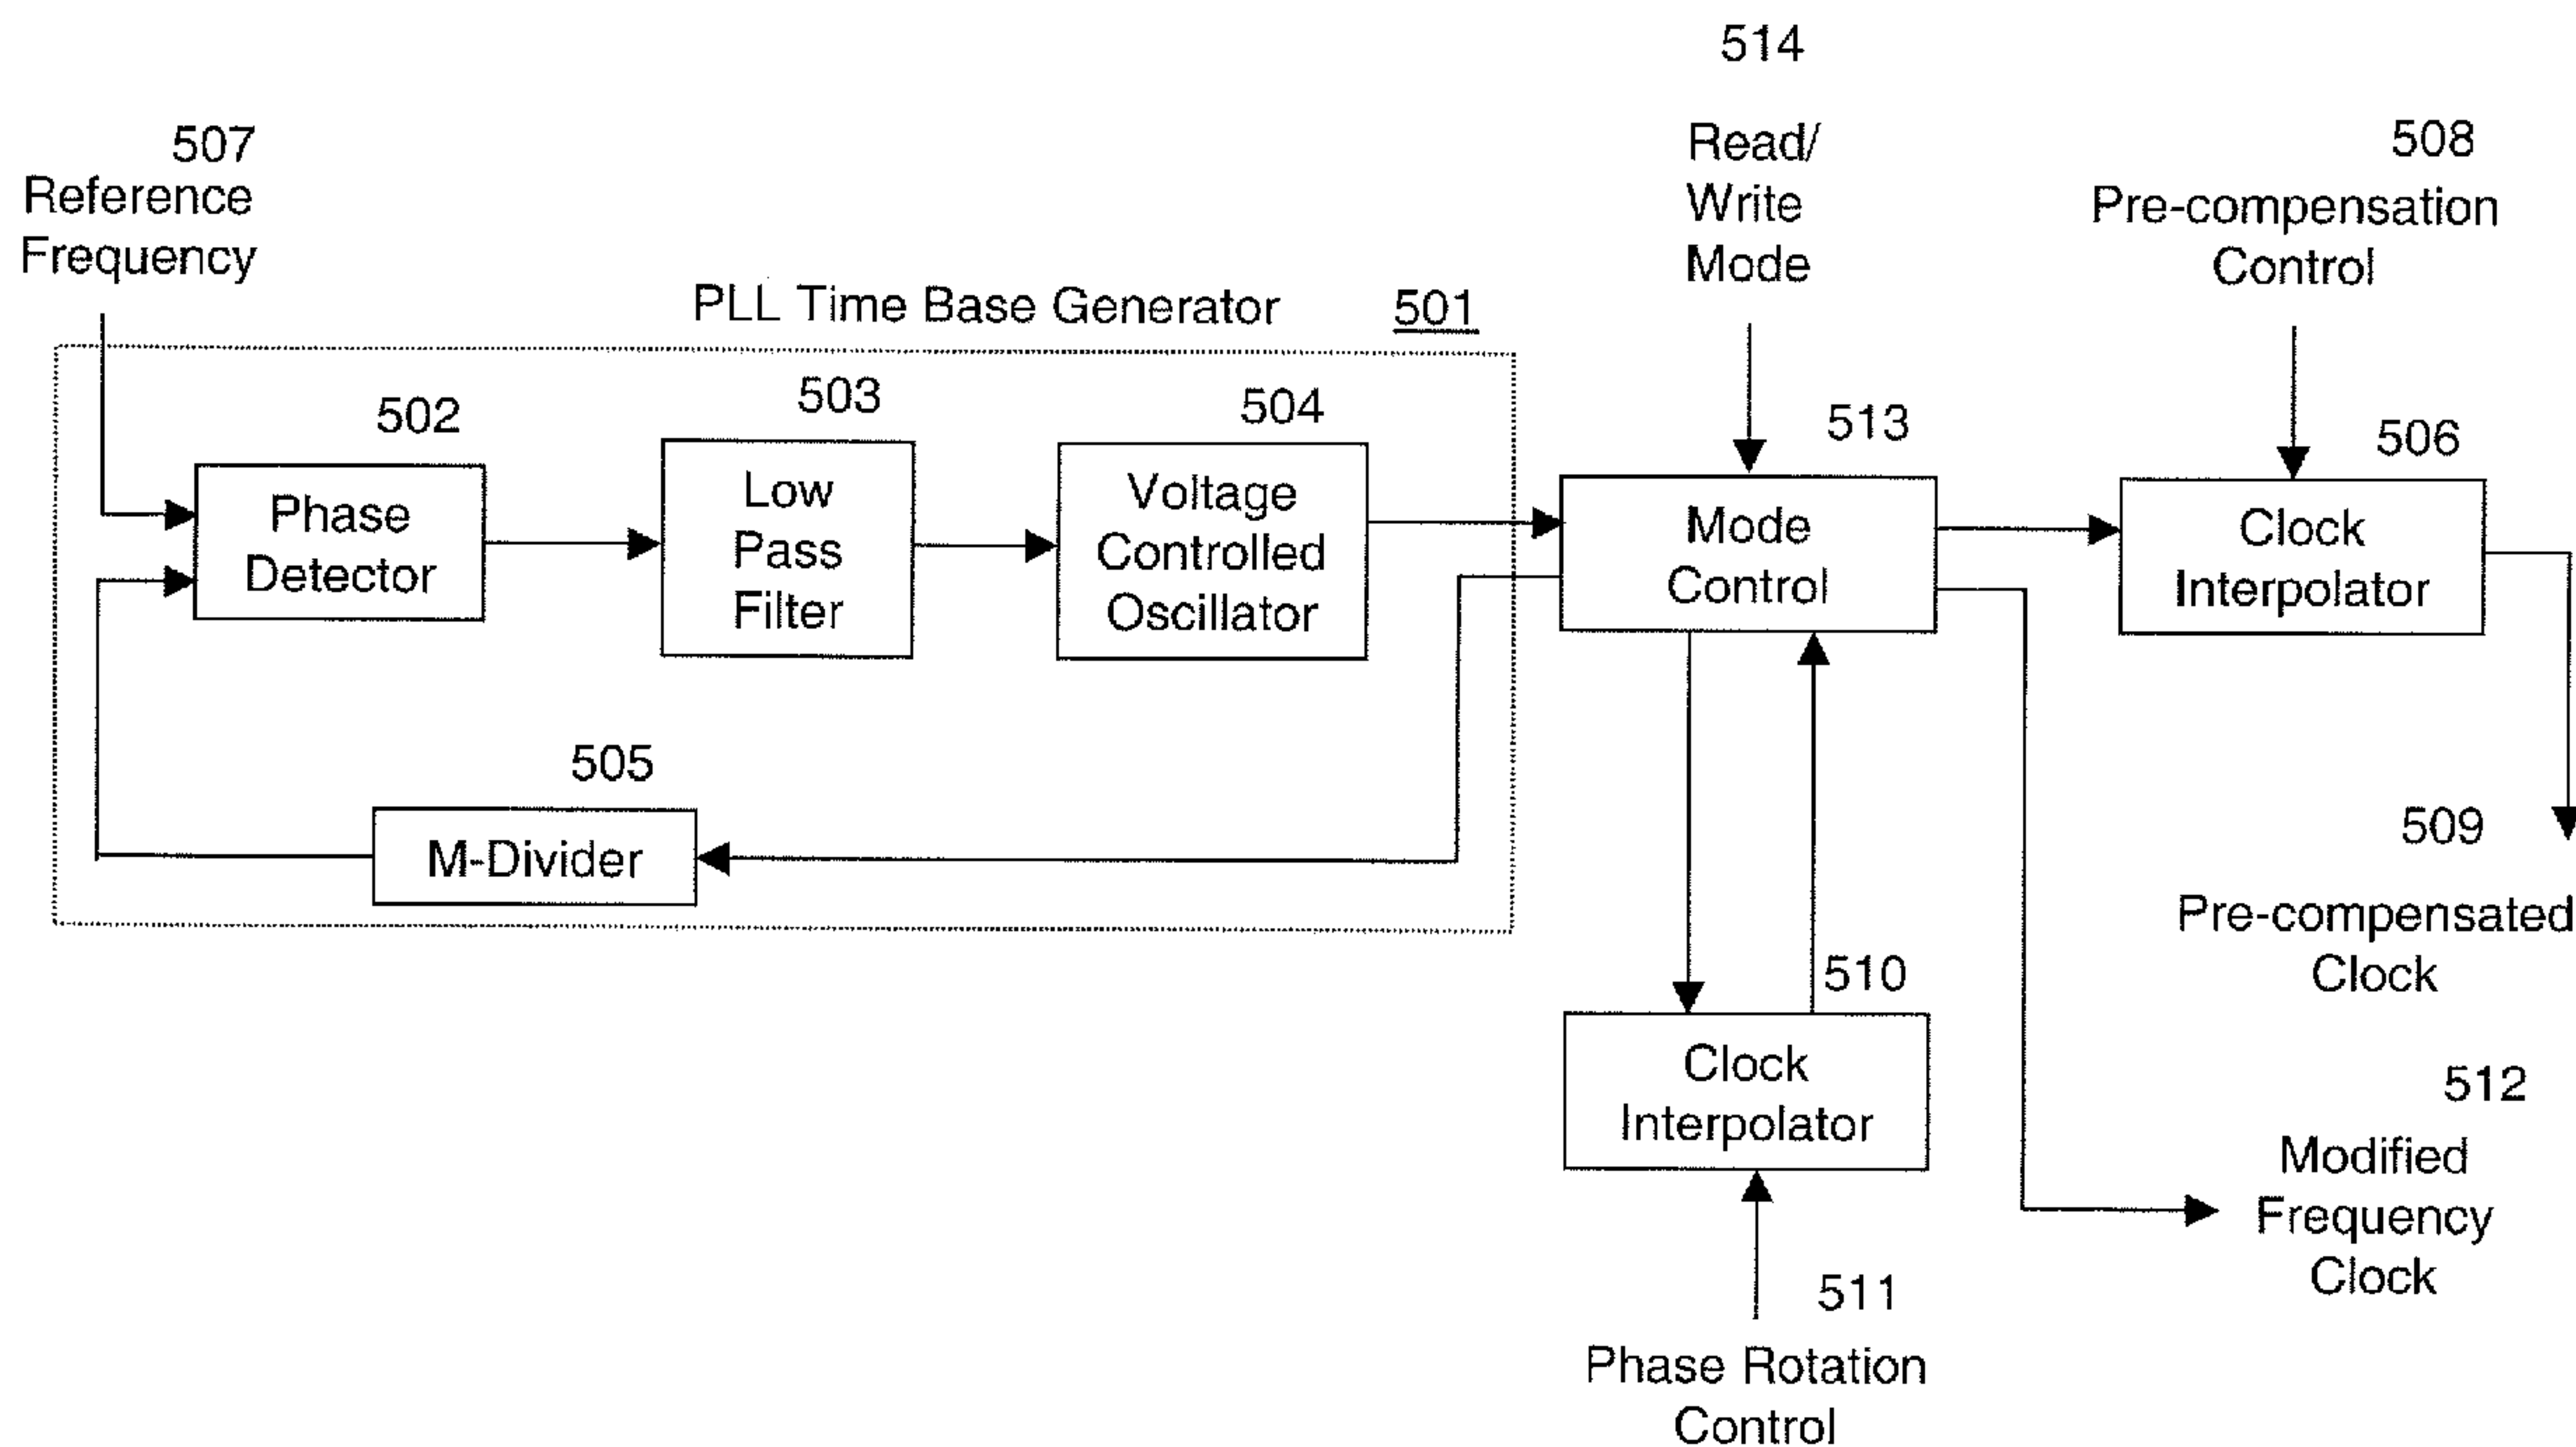 514
Read/
Write
Mode
507
Reference
Frequency
508
Pre-compensation
Control
PLL Time Base Generator 501
502
Phase
Detector
503
Low
Pass
Filter
504
Voltage
Controlled
Oscillator
513
Mode
Control
506
Clock
Interpolator
505
M-Divider
509
Pre-compensated
Clock
510
Clock
Interpolator
512
Modified
Frequency
Clock
511
Phase Rotation
Control